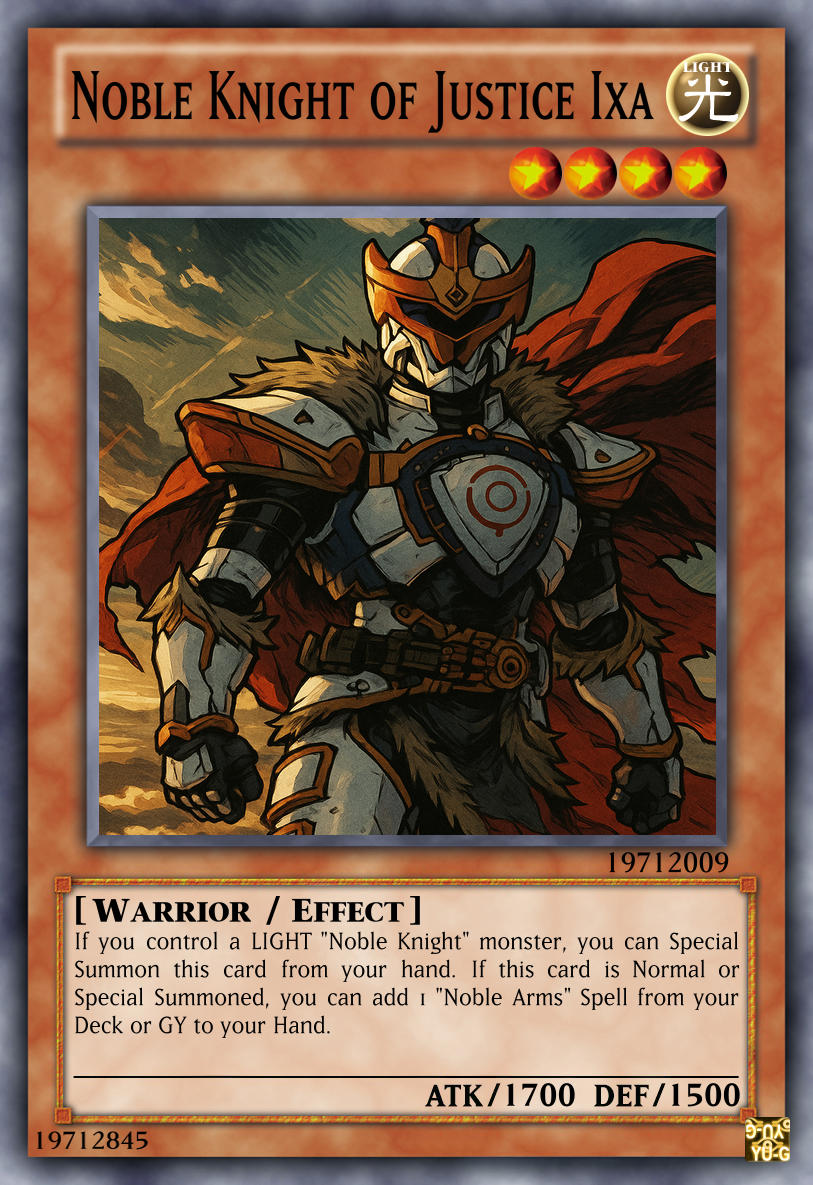 Noble Knight of Justice Ixa
LIGHT
光
19712009
[ Warrior / Effect ]
If you control a LIGHT "Noble Knight" monster, you can Special
Summon this card from your hand. If this card is Normal or
Special Summoned, you can add 1 "Noble Arms" Spell from your
Deck or GY to your Hand.
ATK/1700 DEF/1500
19712845